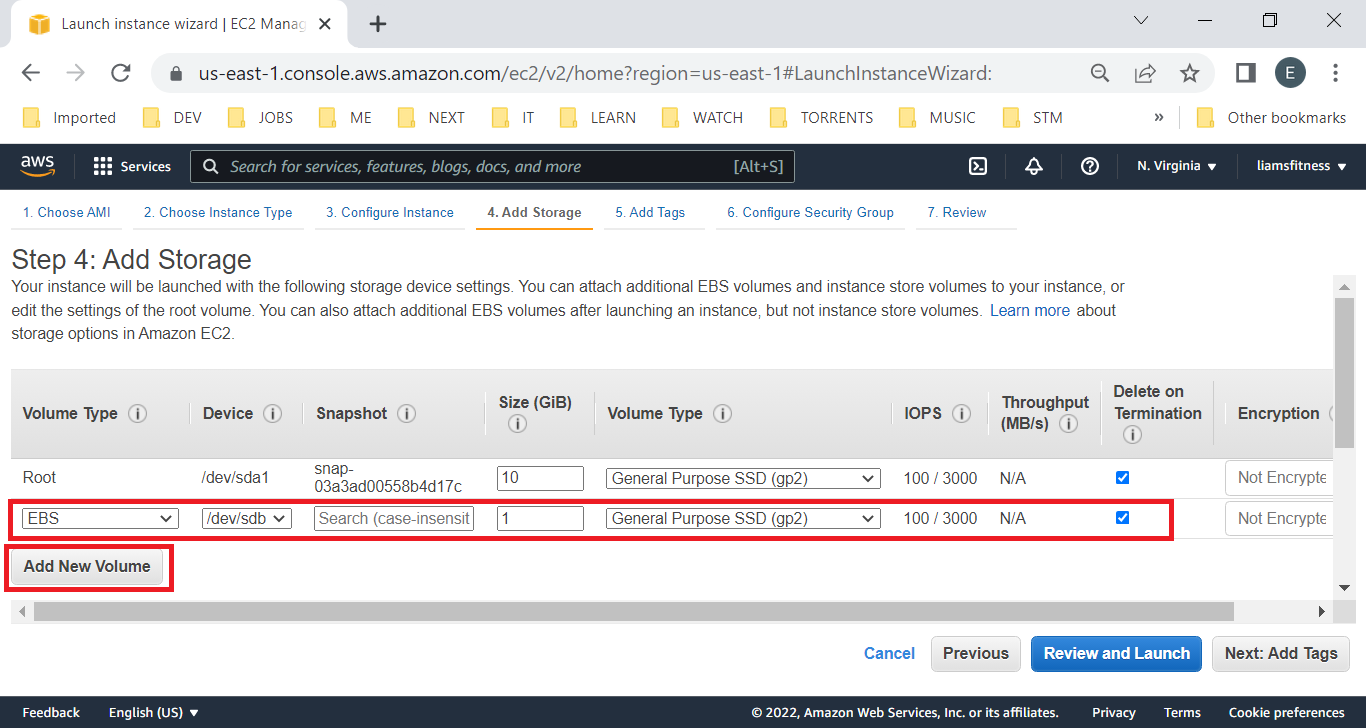 Launch instance wizard | EC2 Manag
us-east-1.console.aws.amazon.com/ec2/v2/home?region=us-east-1#LaunchInstanceWizard:
E
Imported DEV JOBS ME NEXT IT LEARN WATCH TORRENTS MUSIC STM » Other bookmarks
aws Services Search for services, features, blogs, docs, and more [Alt+S] N. Virginia liamsfitness
1. Choose AMI 2. Choose Instance Type 3. Configure Instance 4. Add Storage 5. Add Tags 6. Configure Security Group 7. Review
Step 4: Add Storage
Your instance will be launched with the following storage device settings. You can attach additional EBS volumes and instance store volumes to your instance, or
edit the settings of the root volume. You can also attach additional EBS volumes after launching an instance, but not instance store volumes. Learn more about
storage options in Amazon EC2.
Volume Type Device Snapshot Size (GiB) Volume Type IOPS Throughput (MB/s) Delete on Termination Encryption
Root /dev/sda1 snap-03a3ad00558b4d17c 10 General Purpose SSD (gp2) 100 / 3000 N/A Not Encrypte
EBS /dev/sdb Search (case-insensit 1 General Purpose SSD (gp2) 100 / 3000 N/A Not Encrypte
Add New Volume
Cancel Previous Review and Launch Next: Add Tags
Feedback English (US) © 2022, Amazon Web Services, Inc. or its affiliates. Privacy Terms Cookie preferences